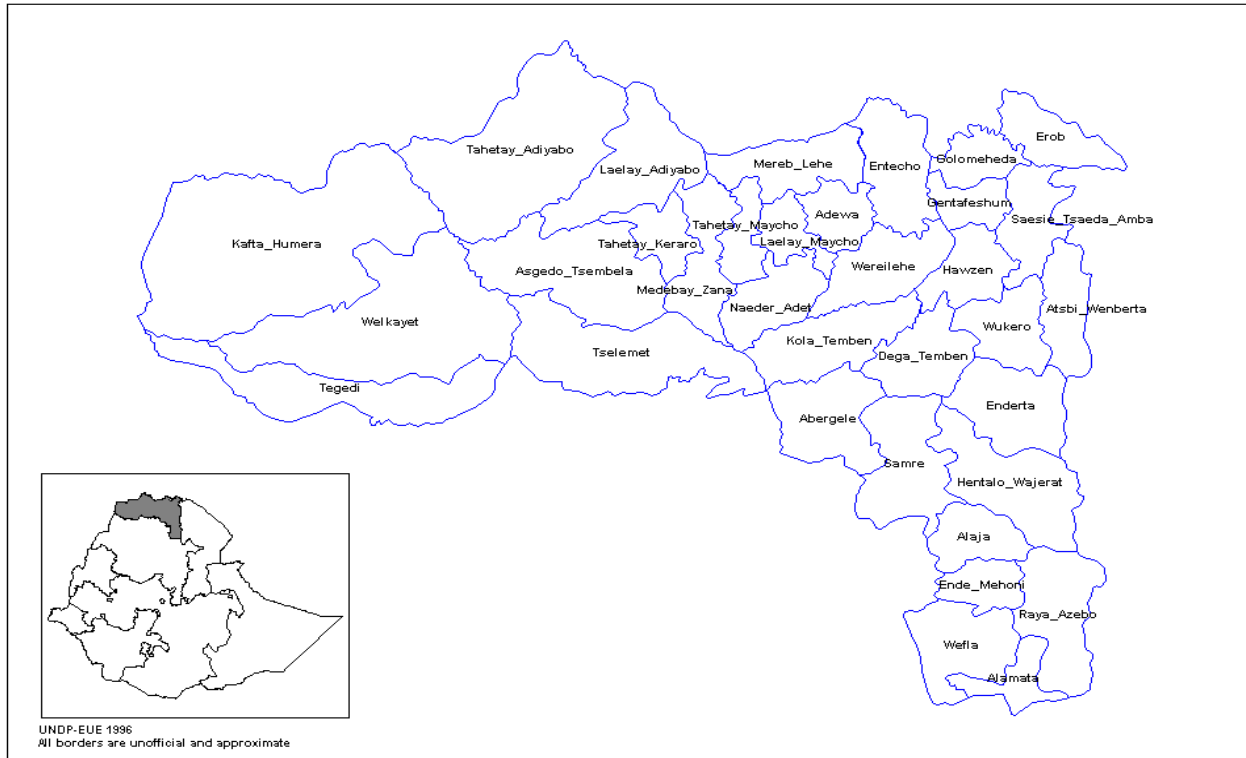 Erob
Tahetay_Adiyabo
Golomeheda
Mereb_Lehe
Entecho
Laelay_Adiyabo
Gentafeshum
Adewa
Saesie_Tsaeda_Amba
Tahetay_Maycho
Kafta_Humera
Tahetay_Keraro
Laelay_Maycho
Wereilehe
Hawzen
Asgedo_Tsembela
Medebay_Zana
Naeder_Adet
Atsbi_Wenberta
Welkayet
Wukero
Kola_Temben
Tselemet
Dega_Temben
Tegedi
Enderta
Abergele
Samre
Hentalo_Wajerat
Alaja
Ende_Mehoni
Raya_Azebo
Wefla
Alamata
UNDP-EUE 1996
All borders are unofficial and approximate